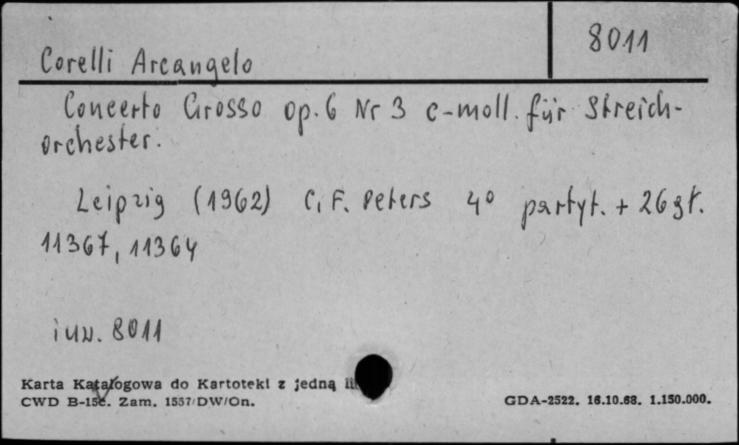 8011
Corelli Arcangelo
Concerto Grosso op. 6 Nr 3 c-moll. für Streich-
orchester.
Leipzig (1962) C. F. Peters 4° partyt. + 26 gł.
11367, 11364
inw. 8011
Karta Katalogowa do Kartoteki z jedną
CWD B-15c. Zam. 1557/DW/On.
GDA-2522. 16.10.68. 1.150.000.